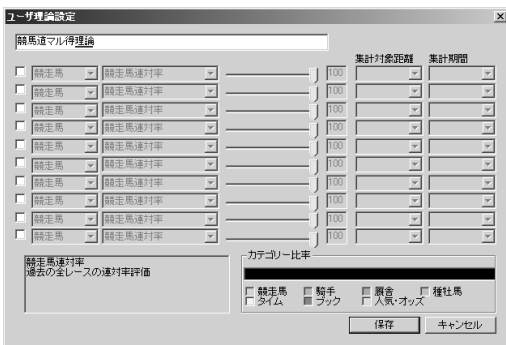 ユーザ理論設定
競馬道マル得理論
集計対象距離 集計期間
競走馬 競走馬連対率 100
競走馬 競走馬連対率 100
競走馬 競走馬連対率 100
競走馬 競走馬連対率 100
競走馬 競走馬連対率 100
競走馬 競走馬連対率 100
競走馬 競走馬連対率 100
競走馬 競走馬連対率 100
競走馬 競走馬連対率 100
競走馬 競走馬連対率 100
競走馬連対率
過去の全レースの連対率評価
カテゴリー比率
競走馬 騎手 厩舎 種牡馬
タイム ブック 人気・オッズ
保存 キャンセル